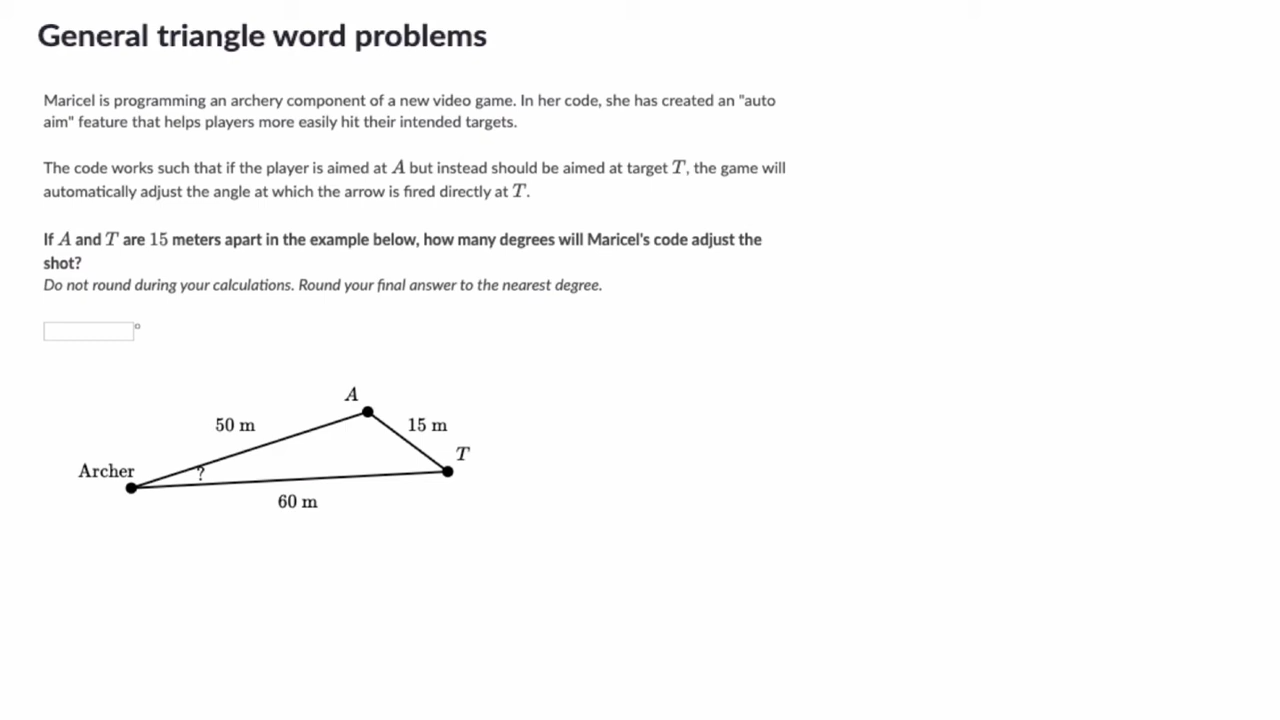 General triangle word problems
Maricel is programming an archery component of a new video game. In her code, she has created an "auto
aim" feature that helps players more easily hit their intended targets.
The code works such that if the player is aimed at A but instead should be aimed at target T, the game will
automatically adjust the angle at which the arrow is fired directly at T.
If A and T are 15 meters apart in the example below, how many degrees will Maricel's code adjust the
shot?
Do not round during your calculations. Round your final answer to the nearest degree.
°
A
50 m
15 m
T
Archer
?
60 m